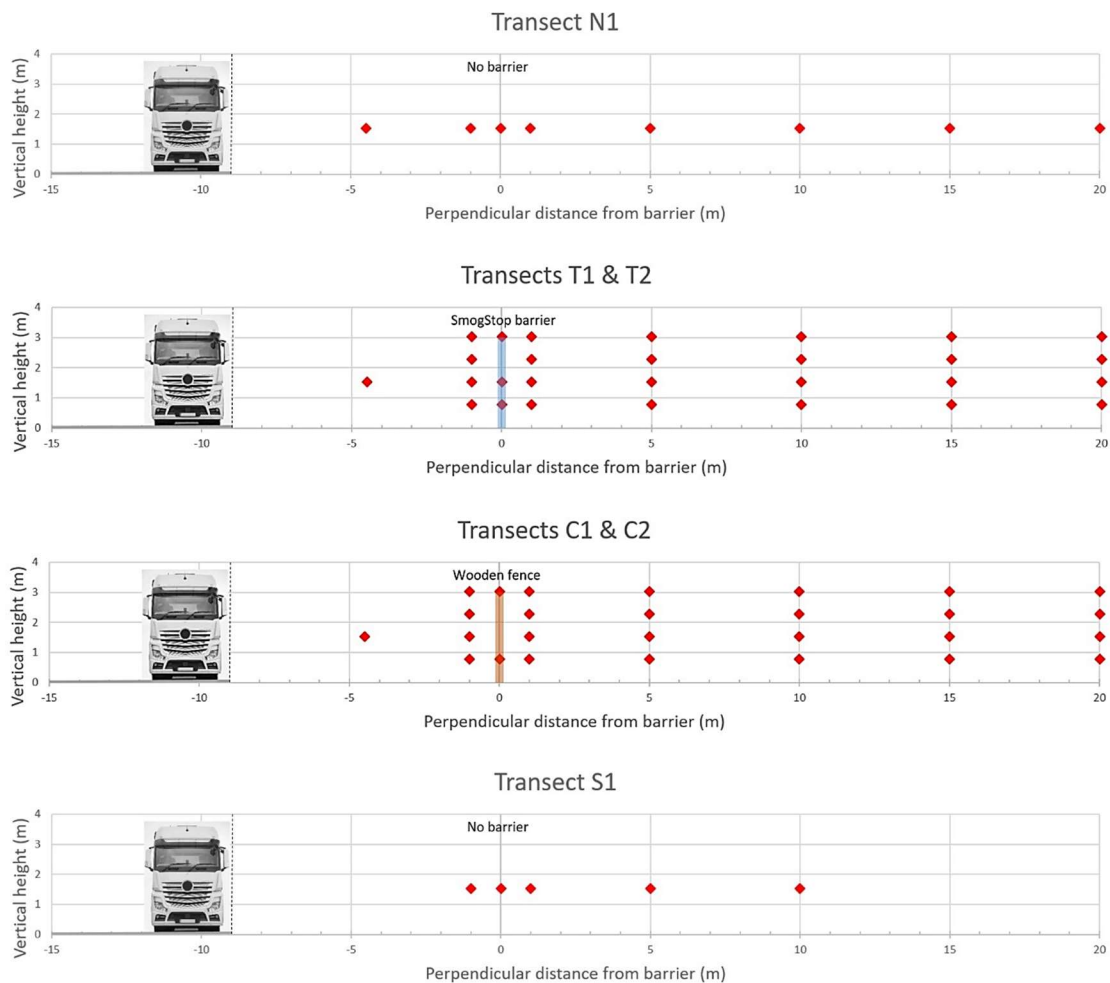 Transect N1
4
No barrier
3
2
1
0
Vertical height (m)
-15 -10 -5 0 5 10 15 20
Perpendicular distance from barrier (m)
Transects T1 & T2
4
SmogStop barrier
3
2
1
0
Vertical height (m)
-15 -10 -5 0 5 10 15 20
Perpendicular distance from barrier (m)
Transects C1 & C2
4
Wooden fence
3
2
1
0
Vertical height (m)
-15 -10 -5 0 5 10 15 20
Perpendicular distance from barrier (m)
Transect S1
4
No barrier
3
2
1
0
Vertical height (m)
-15 -10 -5 0 5 10 15 20
Perpendicular distance from barrier (m)